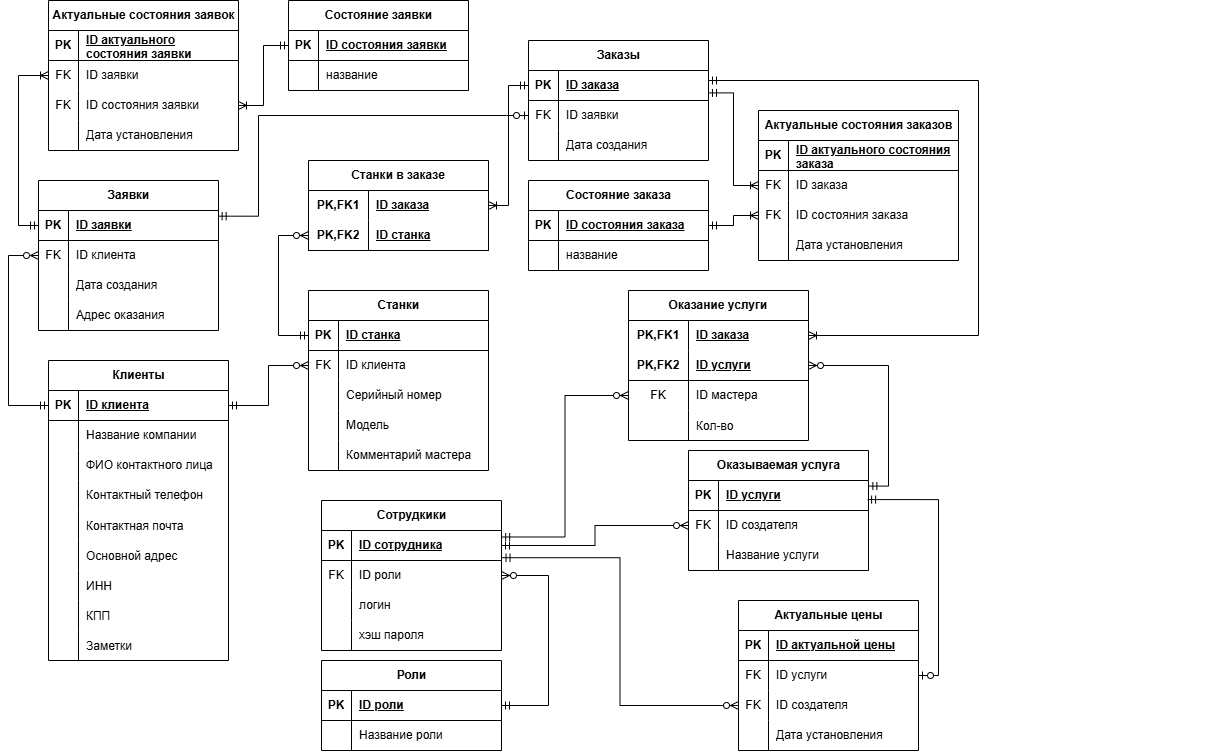 Актуальные состояния заявок
PK
ID актуального
состояния заявки
FK
ID заявки
FK
ID состояния заявки
Дата установления
Состояние заявки
PK
ID состояния заявки
название
Заказы
PK
ID заказа
FK
ID заявки
Дата создания
Актуальные состояния заказов
PK
ID актуального состояния
заказа
FK
ID заказа
FK
ID состояния заказа
Дата установления
Заявки
PK
ID заявки
FK
ID клиента
Дата создания
Адрес оказания
Станки в заказе
PK,FK1
ID заказа
PK,FK2
ID станка
Состояние заказа
PK
ID состояния заказа
название
Станки
PK
ID станка
FK
ID клиента
Серийный номер
Модель
Комментарий мастера
Оказание услуги
PK,FK1
ID заказа
PK,FK2
ID услуги
FK
ID мастера
Кол-во
Клиенты
PK
ID клиента
Название компании
ФИО контактного лица
Контактный телефон
Контактная почта
Основной адрес
ИНН
КПП
Заметки
Оказываемая услуга
PK
ID услуги
FK
ID создателя
Название услуги
Сотрудкики
PK
ID сотрудника
FK
ID роли
логин
хэш пароля
Актуальные цены
PK
ID актуальной цены
FK
ID услуги
FK
ID создателя
Дата установления
Роли
PK
ID роли
Название роли